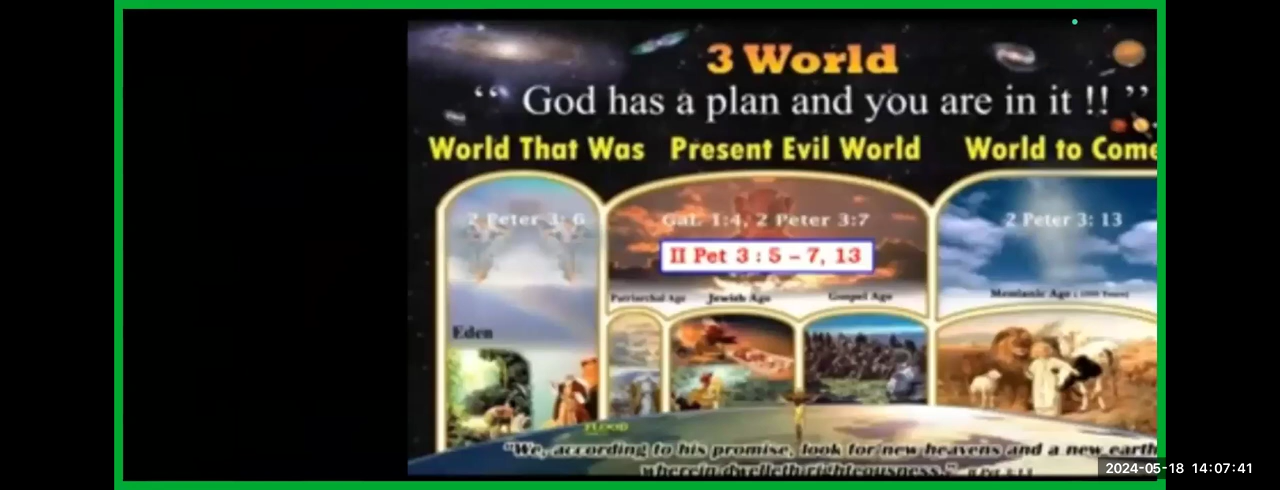 3 World
“ God has a plan and you are in it !! ”
World That Was Present Evil World World to Come
2 Peter 3: 6 Gal. 1:4, 2 Peter 3:7 2 Peter 3: 13
II Pet 3 : 5 – 7, 13
Patriarchal Age Jewish Age Gospel Age Messianic Age
Eden
FLOOD
"We, according to his promise, look for new heavens and a new earth
wherein dwelleth righteousness."
2024-05-18 14:07:41